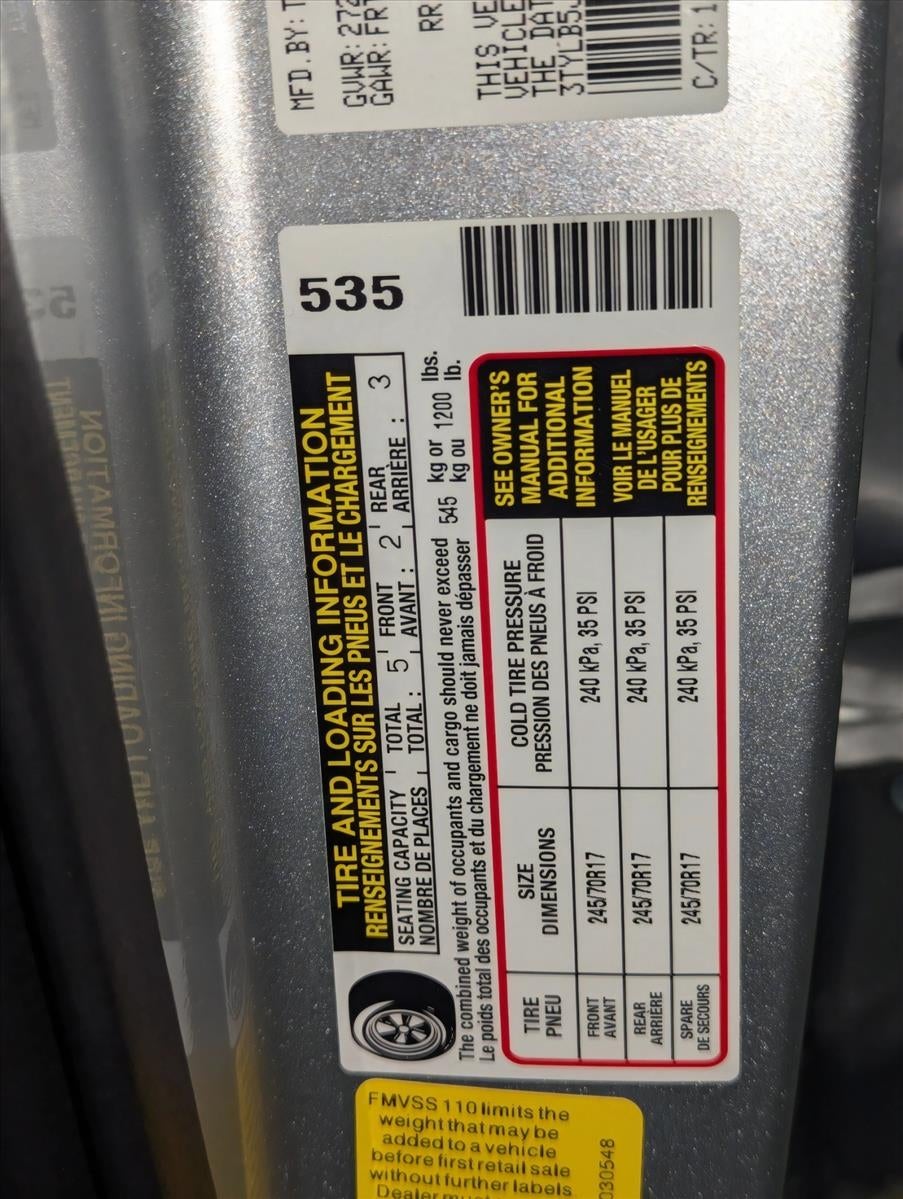 MFD.BY: T
GVWR: 272
GAWR: FRT
RR
THIS VE
VEHICLE
THE DAT
3TYLB5J
C/TR: 1
535
TIRE AND LOADING INFORMATION
RENSEIGNEMENTS SUR LES PNEUS ET LE CHARGEMENT
SEATING CAPACITY TOTAL 5 FRONT 2 REAR 3
NOMBRE DE PLACES TOTAL : AVANT : ARRIÈRE :
The combined weight of occupants and cargo should never exceed 545 kg or 1200 lbs.
Le poids total des occupants et du chargement ne doit jamais dépasser kg ou lb.
TIRE SIZE COLD TIRE PRESSURE
PNEU DIMENSIONS PRESSION DES PNEUS À FROID
FRONT 245/70R17 240 kPa, 35 PSI
AVANT
REAR 245/70R17 240 kPa, 35 PSI
ARRIÈRE
SPARE 245/70R17 240 kPa, 35 PSI
DE SECOURS
SEE OWNER'S
MANUAL FOR
ADDITIONAL
INFORMATION
VOIR LE MANUEL
DE L'USAGER
POUR PLUS DE
RENSEIGNEMENTS
FMVSS 110 limits the
weight that may be
added to a vehicle
before first retail sale
without further labels
Dealer must
030548